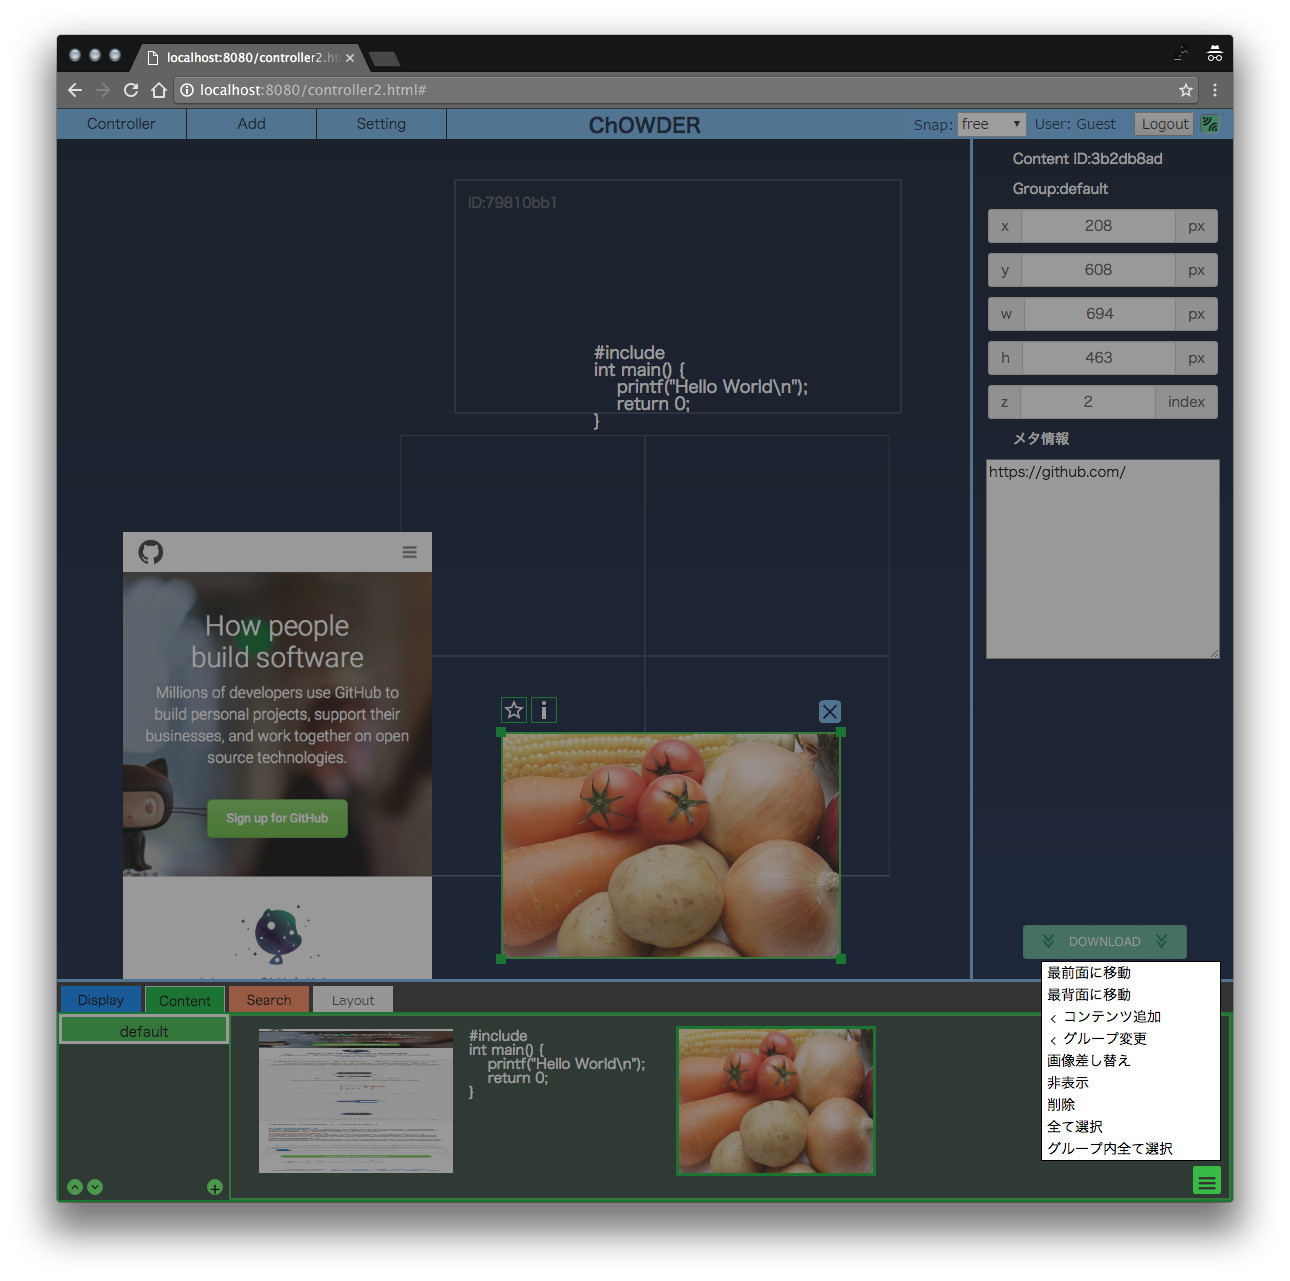 localhost:8080/controller2.ht
localhost:8080/controller2.html#
Controller
Add
Setting
ChOWDER
Snap:
free
User: Guest
Logout
Content ID:3b2db8ad
Group:default
x 208 px
y 608 px
w 694 px
h 463 px
z 2 index
メタ情報
https://github.com/
ID:79810bb1
#include
int main() {
printf("Hello World\n");
return 0;
}
How people
build software
Millions of developers use GitHub to
build personal projects, support their
businesses, and work together on open
source technologies.
Sign up for GitHub
DOWNLOAD
最前面に移動
最背面に移動
< コンテンツ追加
< グループ変更
画像差し替え
非表示
削除
全て選択
グループ内全て選択
Display
Content
Search
Layout
default
#include
int main() {
printf("Hello World\n");
return 0;
}